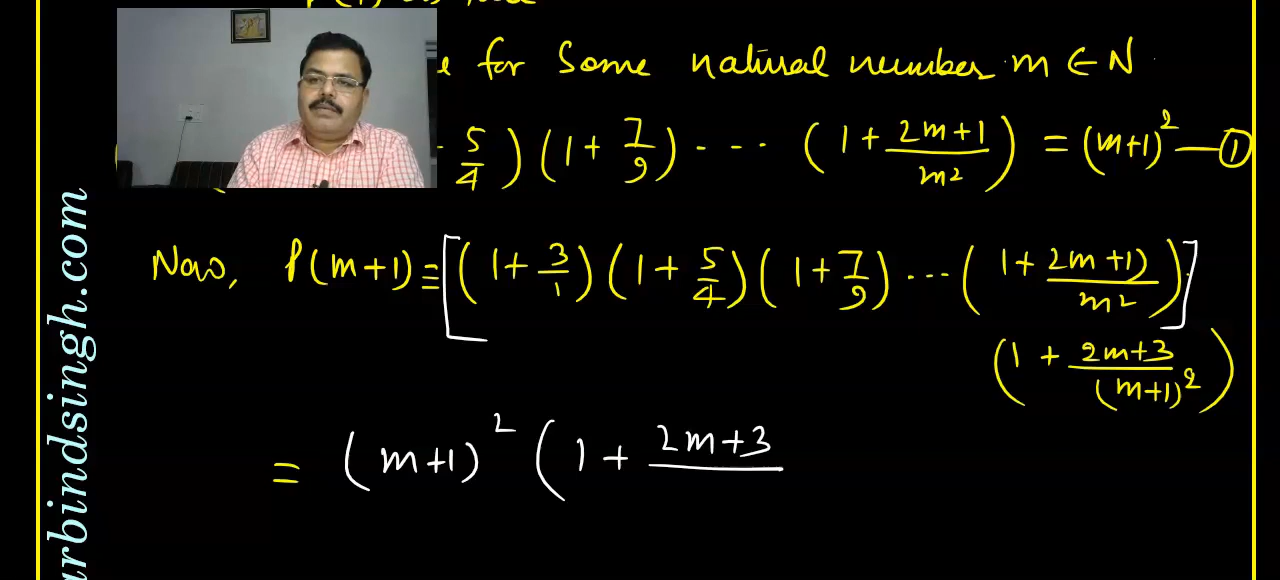 for some natural number m ∈ N
5/4) (1 + 7/9) - - - (1 + 2m+1/m²) = (m+1)² — ①
Now, P(m+1) ≡ [(1 + 3/1) (1 + 5/4) (1 + 7/9) ... (1 + 2m+1)/m²)]
(1 + 2m+3/(m+1)²)
= (m+1)² (1 + 2m+3
arbindsingh.com